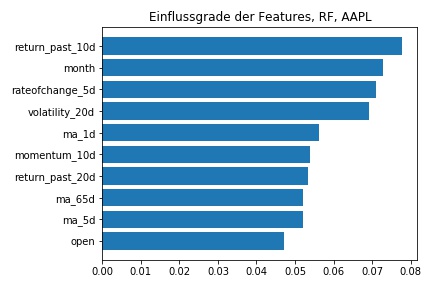 Einflussgrade der Features, RF, AAPL
return_past_10d
month
rateofchange_5d
volatility_20d
ma_1d
momentum_10d
return_past_20d
ma_65d
ma_5d
open
0.00 0.01 0.02 0.03 0.04 0.05 0.06 0.07 0.08